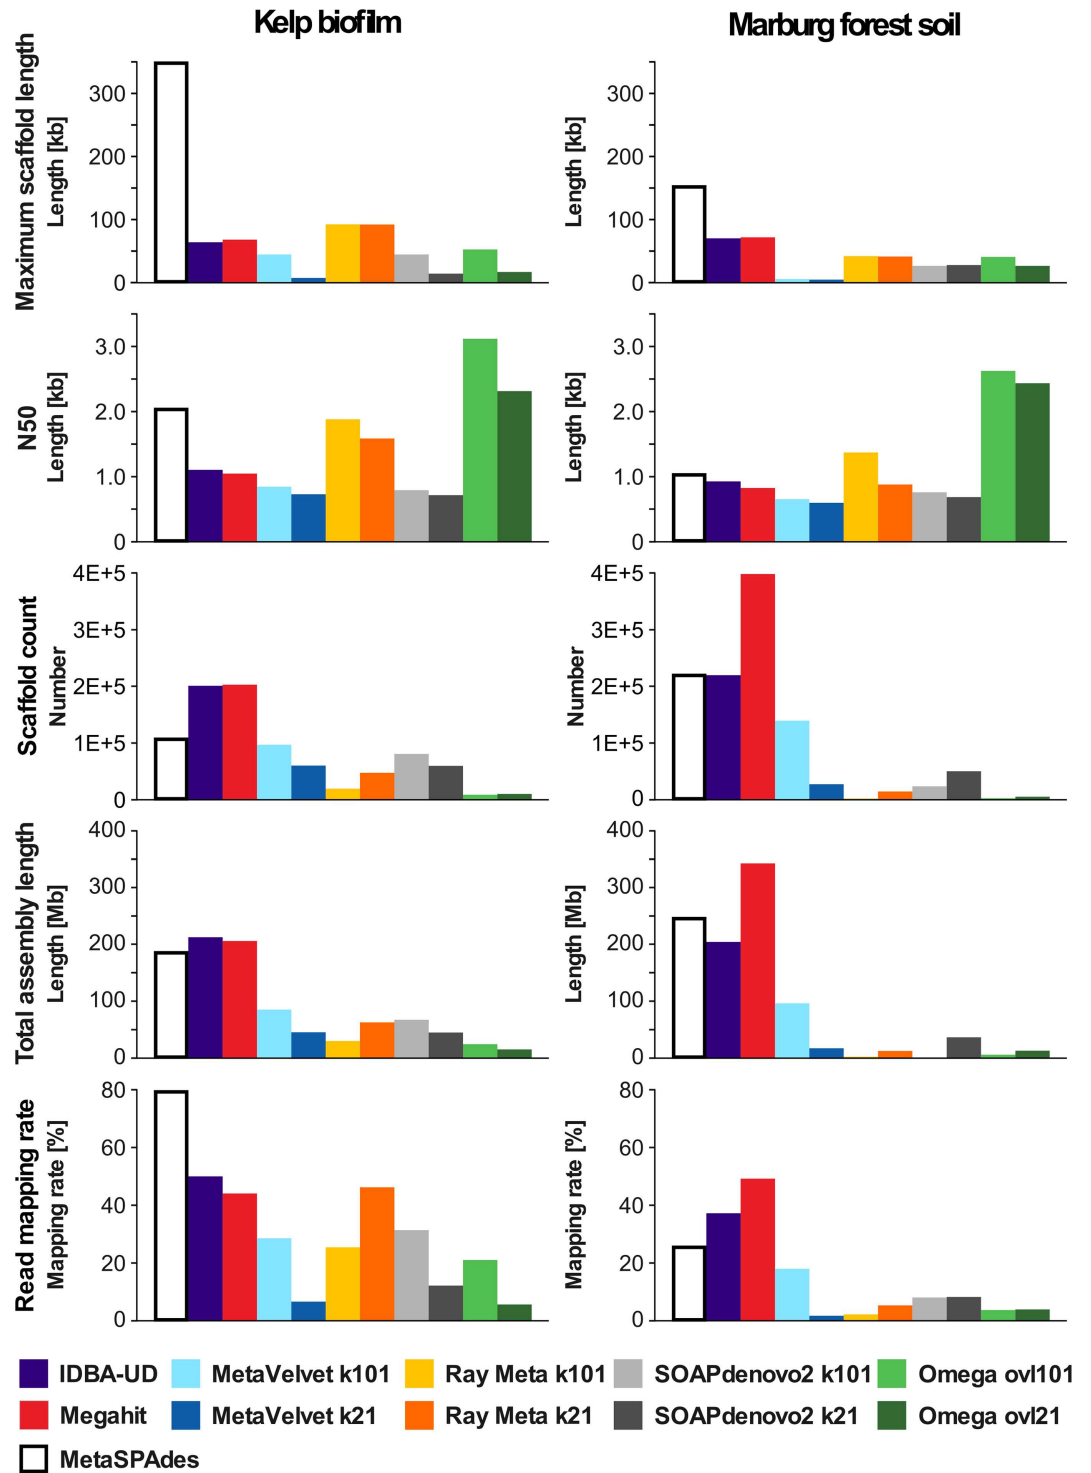 Kelp biofilm
Marburg forest soil
Maximum scaffold length
Length [kb]
300
200
100
0
Length [kb]
300
200
100
0
N50
Length [kb]
3.0
2.0
1.0
0
Length [kb]
3.0
2.0
1.0
0
Scaffold count
Number
4E+5
3E+5
2E+5
1E+5
0
Number
4E+5
3E+5
2E+5
1E+5
0
Total assembly length
Length [Mb]
400
300
200
100
0
Length [Mb]
400
300
200
100
0
Read mapping rate
Mapping rate [%]
80
60
40
20
0
Mapping rate [%]
80
60
40
20
0
IDBA-UD MetaVelvet k101 Ray Meta k101 SOAPdenovo2 k101 Omega ovl101
Megahit MetaVelvet k21 Ray Meta k21 SOAPdenovo2 k21 Omega ovl21
MetaSPAdes